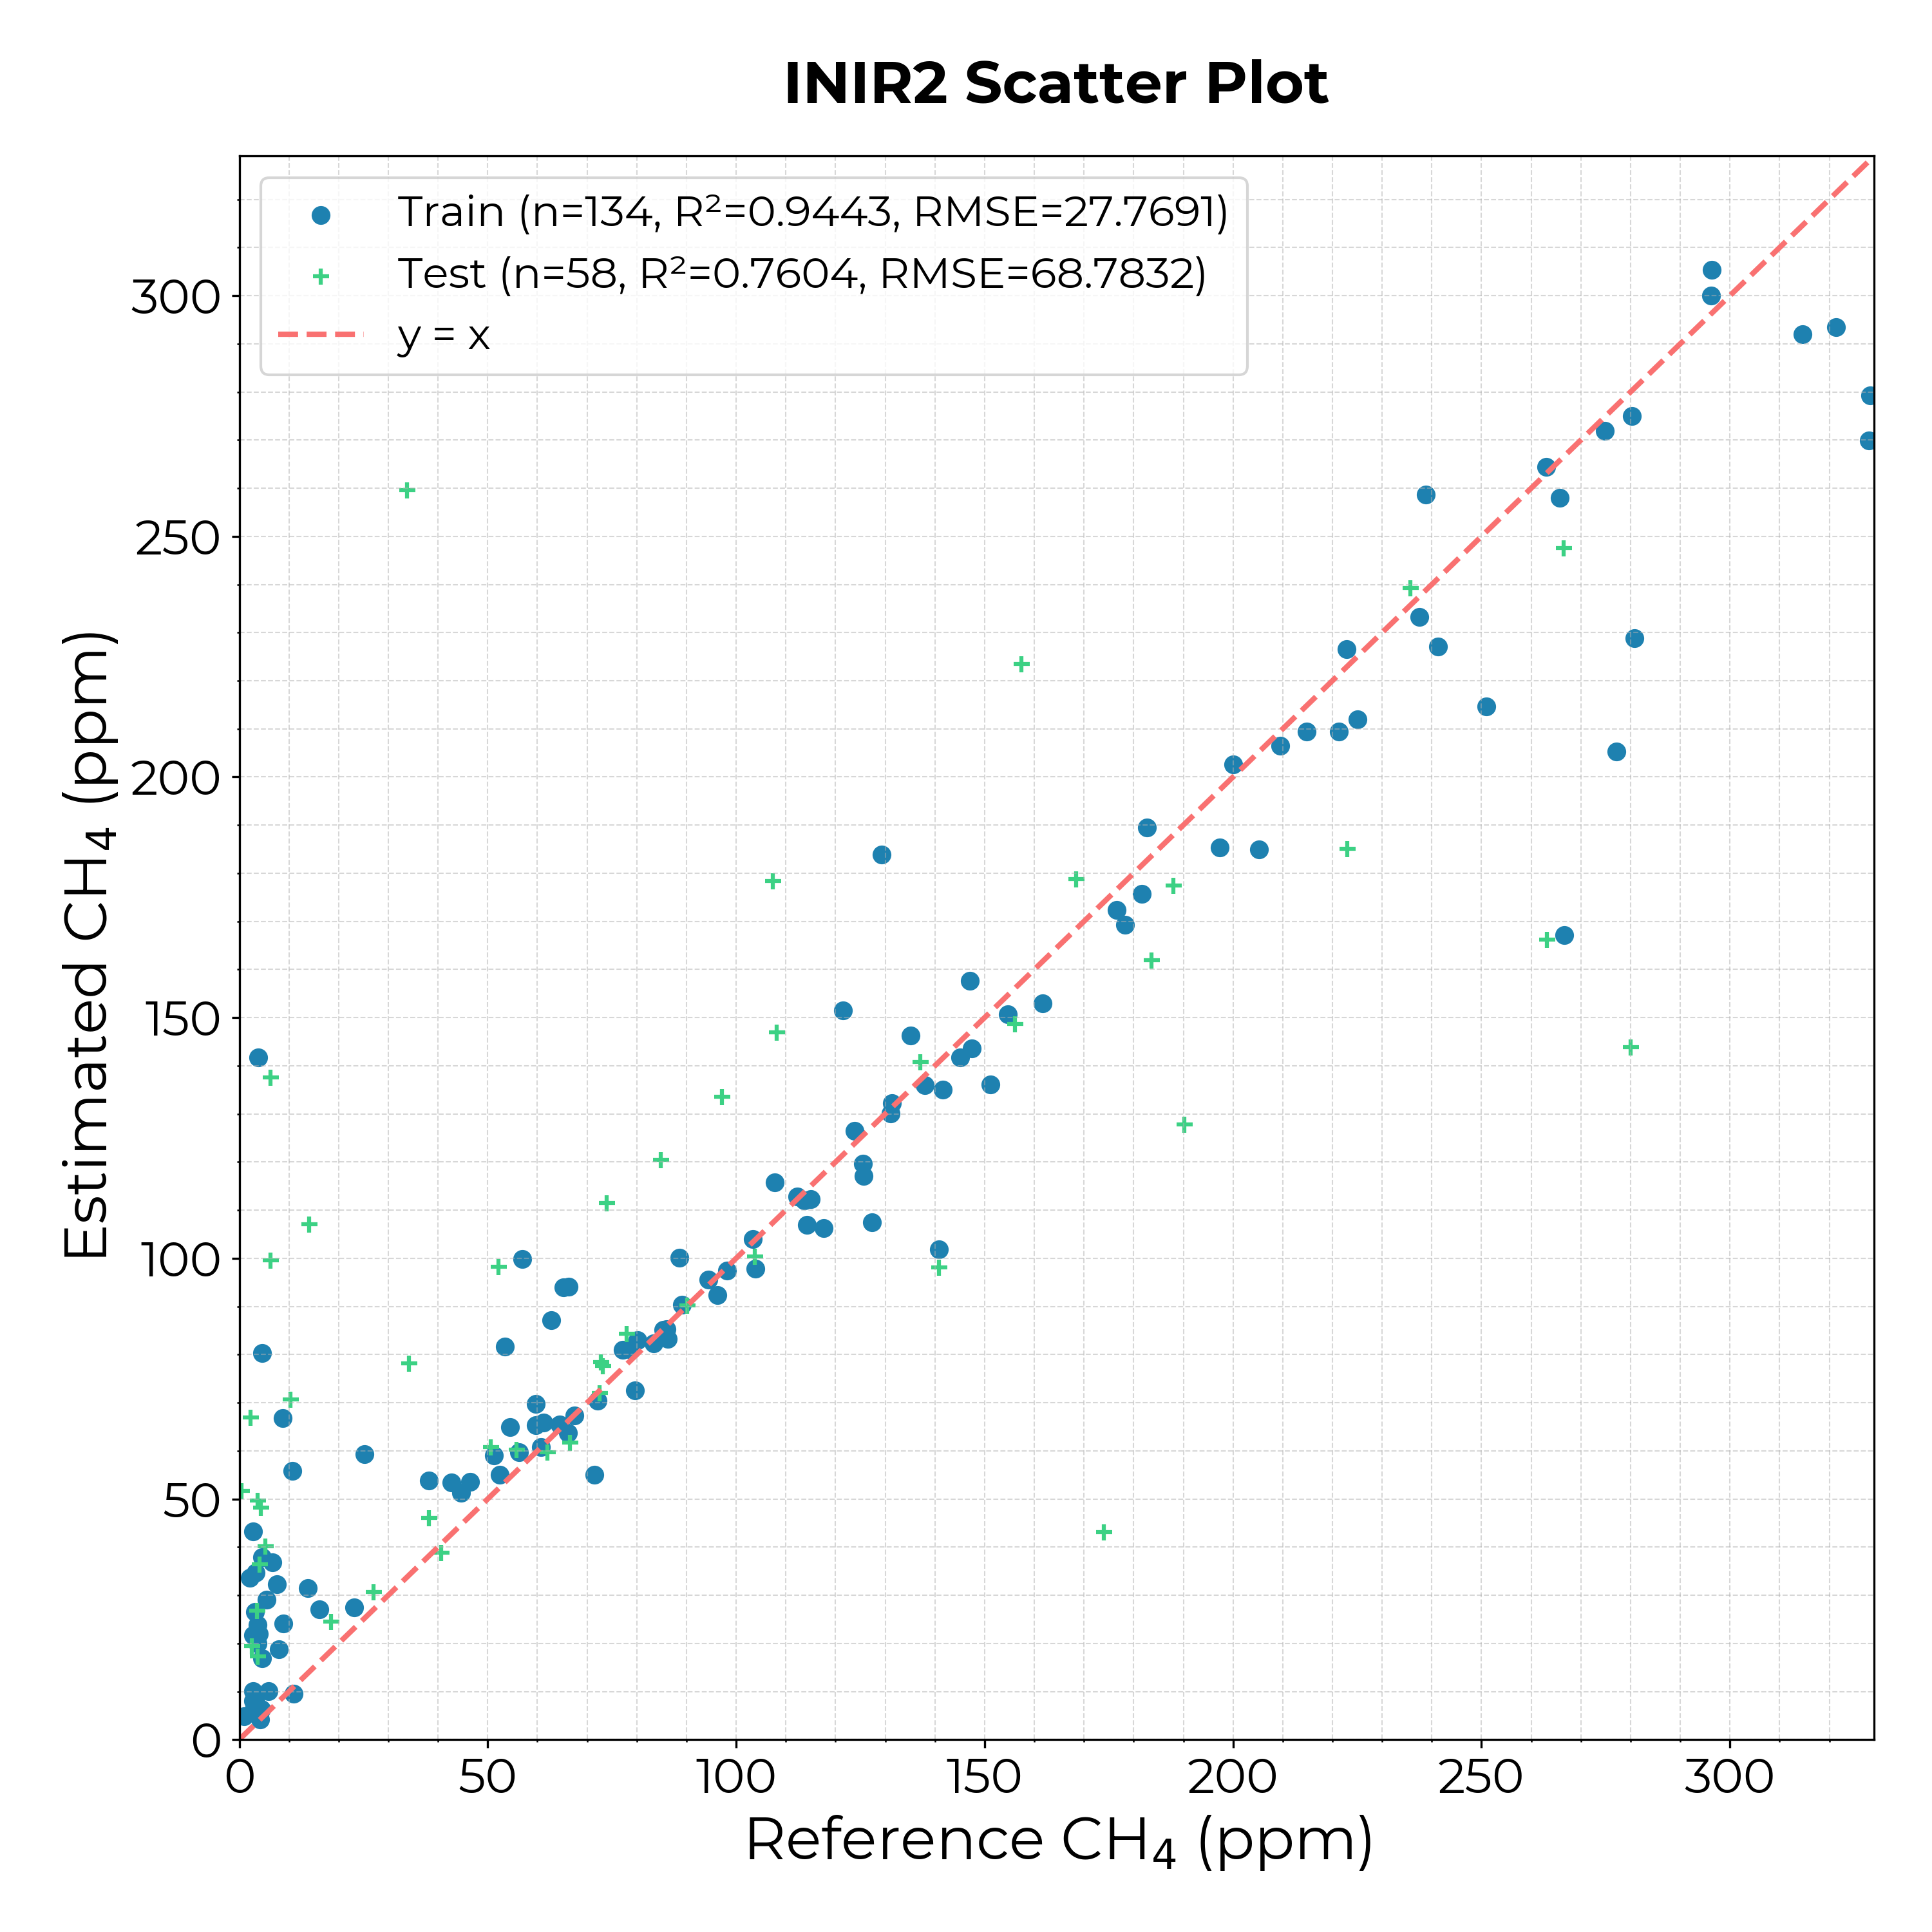 INIR2 Scatter Plot
Train (n=134, R²=0.9443, RMSE=27.7691)
Test (n=58, R²=0.7604, RMSE=68.7832)
y = x
Estimated CH₄ (ppm)
300
250
200
150
100
50
0
0 50 100 150 200 250 300
Reference CH₄ (ppm)